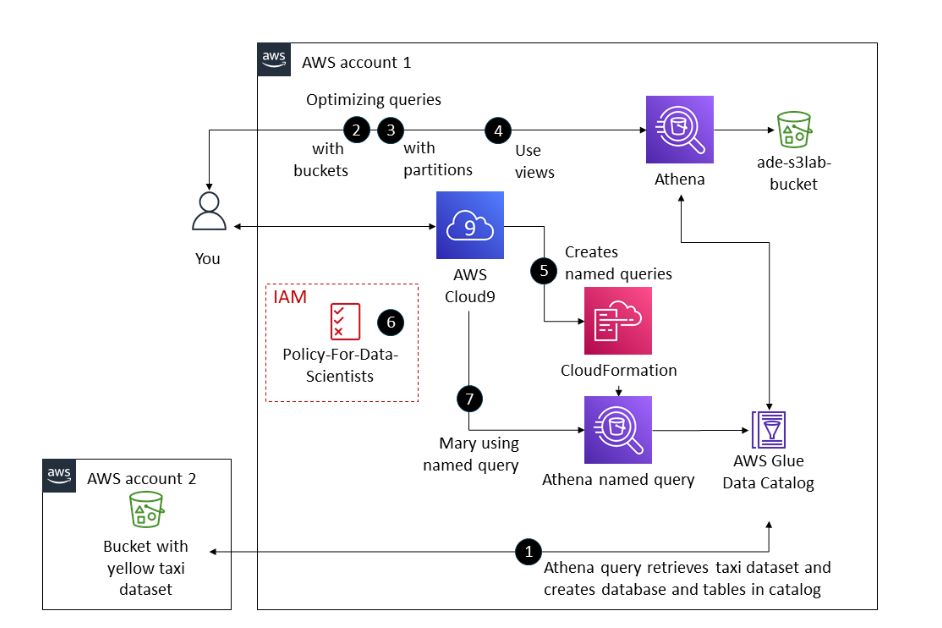 aws
AWS account 1
Optimizing queries
2
3
4
with
buckets
with
partitions
Use
views
Athena
ade-s3lab-
bucket
You
9
AWS
Cloud9
5
Creates
named queries
IAM
6
Policy-For-Data-
Scientists
CloudFormation
7
Mary using
named query
Athena named query
AWS Glue
Data Catalog
aws
AWS account 2
Bucket with
yellow taxi
dataset
1
Athena query retrieves taxi dataset and
creates database and tables in catalog